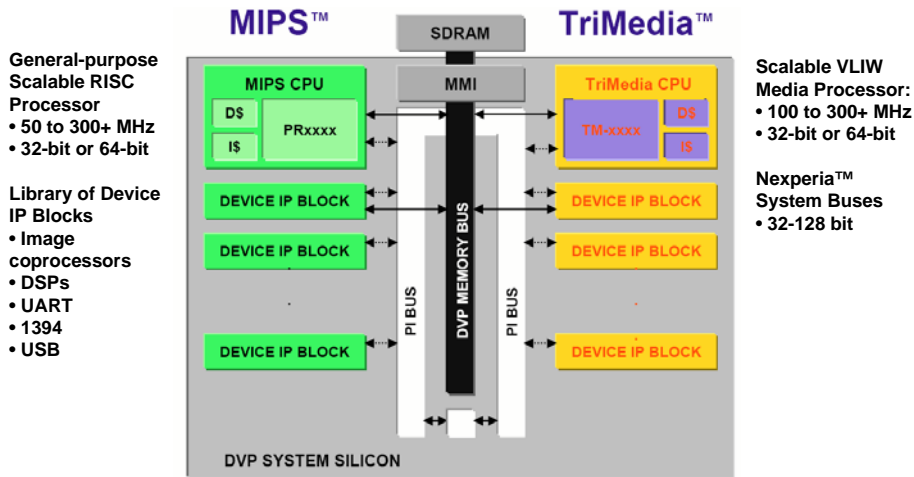 MIPS™
TriMedia™
SDRAM
MMI
General-purpose
Scalable RISC
Processor
• 50 to 300+ MHz
• 32-bit or 64-bit
Library of Device
IP Blocks
• Image
coprocessors
• DSPs
• UART
• 1394
• USB
MIPS CPU
D$
PRxxxx
I$
DEVICE IP BLOCK
DEVICE IP BLOCK
DEVICE IP BLOCK
PI BUS
DVP MEMORY BUS
PI BUS
TriMedia CPU
TM-xxxx
D$
I$
DEVICE IP BLOCK
DEVICE IP BLOCK
DEVICE IP BLOCK
Scalable VLIW
Media Processor:
• 100 to 300+ MHz
• 32-bit or 64-bit
Nexperia™
System Buses
• 32-128 bit
DVP SYSTEM SILICON